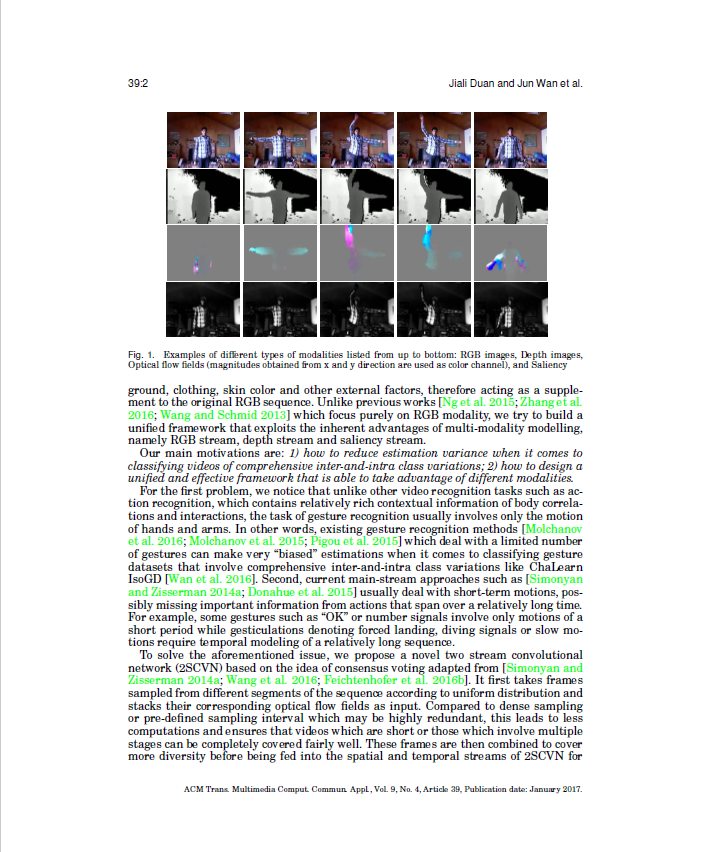 39:2 Jiali Duan and Jun Wan et al.
Fig. 1. Examples of different types of modalities listed from up to bottom: RGB images, Depth images,
Optical flow fields (magnitudes obtained from x and y direction are used as color channel), and Saliency
ground, clothing, skin color and other external factors, therefore acting as a supple-
ment to the original RGB sequence. Unlike previous works [Ng et al. 2015; Zhang et al.
2016; Wang and Schmid 2013] which focus purely on RGB modality, we try to build a
unified framework that exploits the inherent advantages of multi-modality modelling,
namely RGB stream, depth stream and saliency stream.
Our main motivations are: 1) how to reduce estimation variance when it comes to
classifying videos of comprehensive inter-and-intra class variations; 2) how to design a
unified and effective framework that is able to take advantage of different modalities.
For the first problem, we notice that unlike other video recognition tasks such as ac-
tion recognition, which contains relatively rich contextual information of body correla-
tions and interactions, the task of gesture recognition usually involves only the motion
of hands and arms. In other words, existing gesture recognition methods [Molchanov
et al. 2016; Molchanov et al. 2015; Pigou et al. 2015] which deal with a limited number
of gestures can make very “biased” estimations when it comes to classifying gesture
datasets that involve comprehensive inter-and-intra class variations like ChaLearn
IsoGD [Wan et al. 2016]. Second, current main-stream approaches such as [Simonyan
and Zisserman 2014a; Donahue et al. 2015] usually deal with short-term motions, pos-
sibly missing important information from actions that span over a relatively long time.
For example, some gestures such as “OK” or number signals involve only motions of a
short period while gesticulations denoting forced landing, diving signals or slow mo-
tions require temporal modeling of a relatively long sequence.
To solve the aforementioned issue, we propose a novel two stream convolutional
network (2SCVN) based on the idea of consensus voting adapted from [Simonyan and
Zisserman 2014a; Wang et al. 2016; Feichtenhofer et al. 2016b]. It first takes frames
sampled from different segments of the sequence according to uniform distribution and
stacks their corresponding optical flow fields as input. Compared to dense sampling
or pre-defined sampling interval which may be highly redundant, this leads to less
computations and ensures that videos which are short or those which involve multiple
stages can be completely covered fairly well. These frames are then combined to cover
more diversity before being fed into the spatial and temporal streams of 2SCVN for
ACM Trans. Multimedia Comput. Commun. Appl., Vol. 9, No. 4, Article 39, Publication date: January 2017.